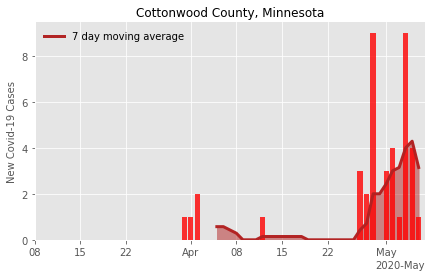 Cottonwood County, Minnesota
7 day moving average
New Covid-19 Cases
8
6
4
2
0
08 15 22 Apr 08 15 22 May
2020-May